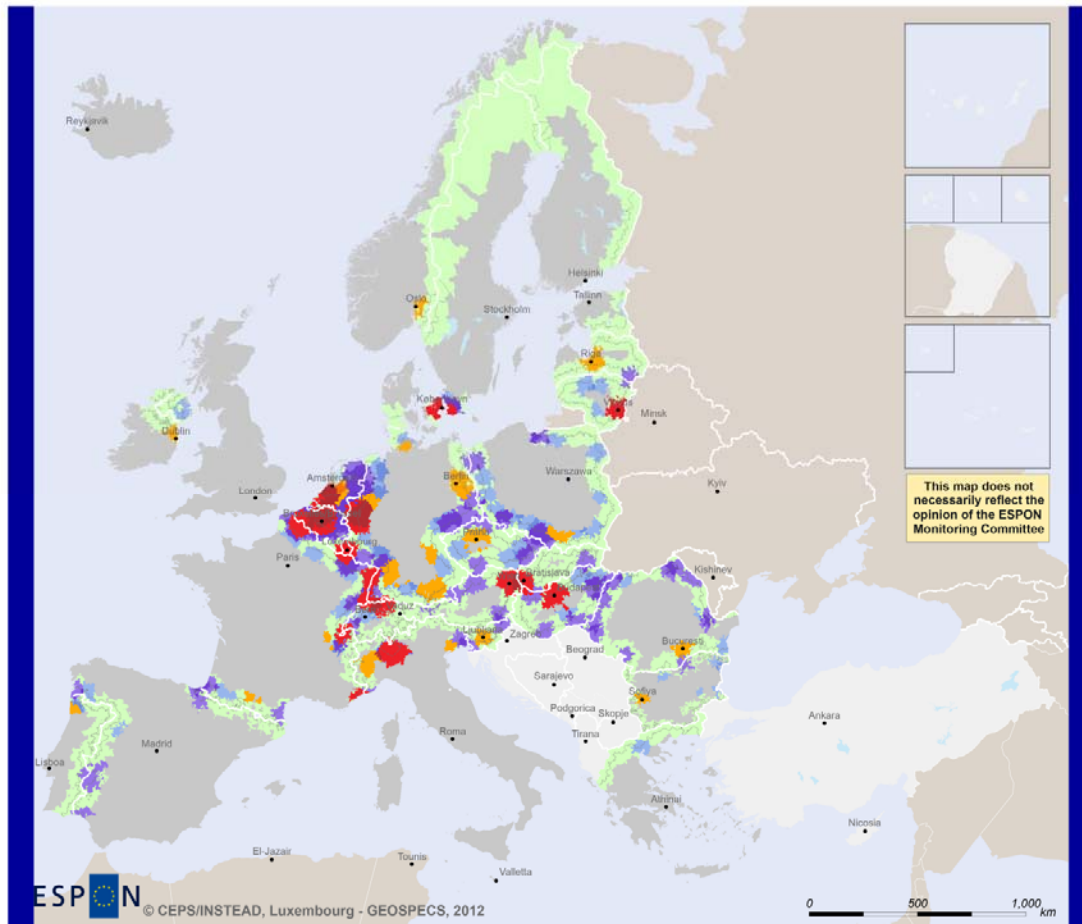 Reykjavik
Helsinki
Tallinn
Oslo
Stockholm
Riga
København
Vilnius
Minsk
Dublin
Warszawa
Berlin
London
Kyiv
This map does not
necessarily reflect the
opinion of the ESPON
Monitoring Committee
Praha
Paris
Kishinev
Bratislava
Budapest
Ljubljana
Zagreb
Beograd
Bucuresti
Sarajevo
Sofiya
Podgorica
Skopje
Tirana
Ankara
Madrid
Roma
Lisboa
Athinai
Nicosia
El-Jazair
Tounis
Valletta
ESPON
© CEPS/INSTEAD, Luxembourg - GEOSPECS, 2012
0 500 1,000
km